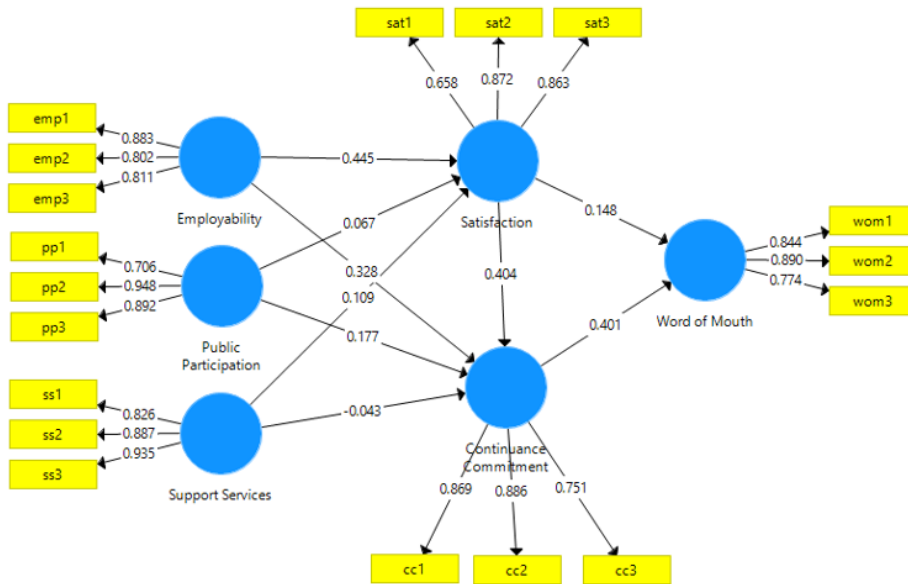 sat1
sat2
sat3
0.658
0.872
0.863
emp1
emp2
emp3
0.883
0.802
0.811
Employability
0.445
Satisfaction
0.067
0.148
pp1
pp2
pp3
0.706
0.948
0.892
Public
Participation
0.328
0.109
0.404
0.177
wom1
wom2
wom3
0.844
0.890
0.774
Word of Mouth
0.401
ss1
ss2
ss3
0.826
0.887
0.935
Support Services
-0.043
Continuance
Commitment
0.869
0.886
0.751
cc1
cc2
cc3